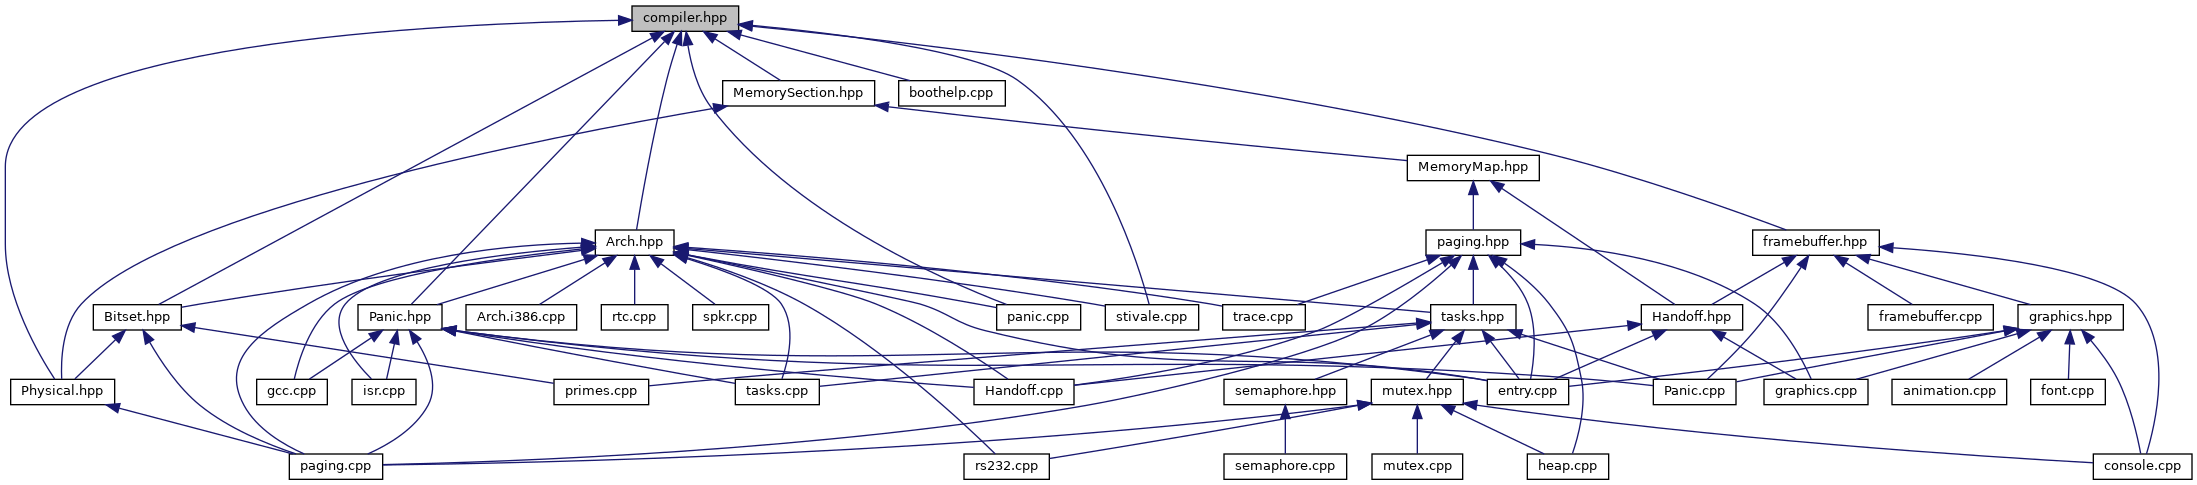 compiler.hpp
MemorySection.hpp
boothelp.cpp
MemoryMap.hpp
Arch.hpp
paging.hpp
framebuffer.hpp
Bitset.hpp
Panic.hpp
Arch.i386.cpp
rtc.cpp
spkr.cpp
panic.cpp
stivale.cpp
trace.cpp
tasks.hpp
Handoff.hpp
framebuffer.cpp
graphics.hpp
Physical.hpp
gcc.cpp
isr.cpp
primes.cpp
tasks.cpp
Handoff.cpp
semaphore.hpp
mutex.hpp
entry.cpp
Panic.cpp
graphics.cpp
animation.cpp
font.cpp
paging.cpp
rs232.cpp
semaphore.cpp
mutex.cpp
heap.cpp
console.cpp